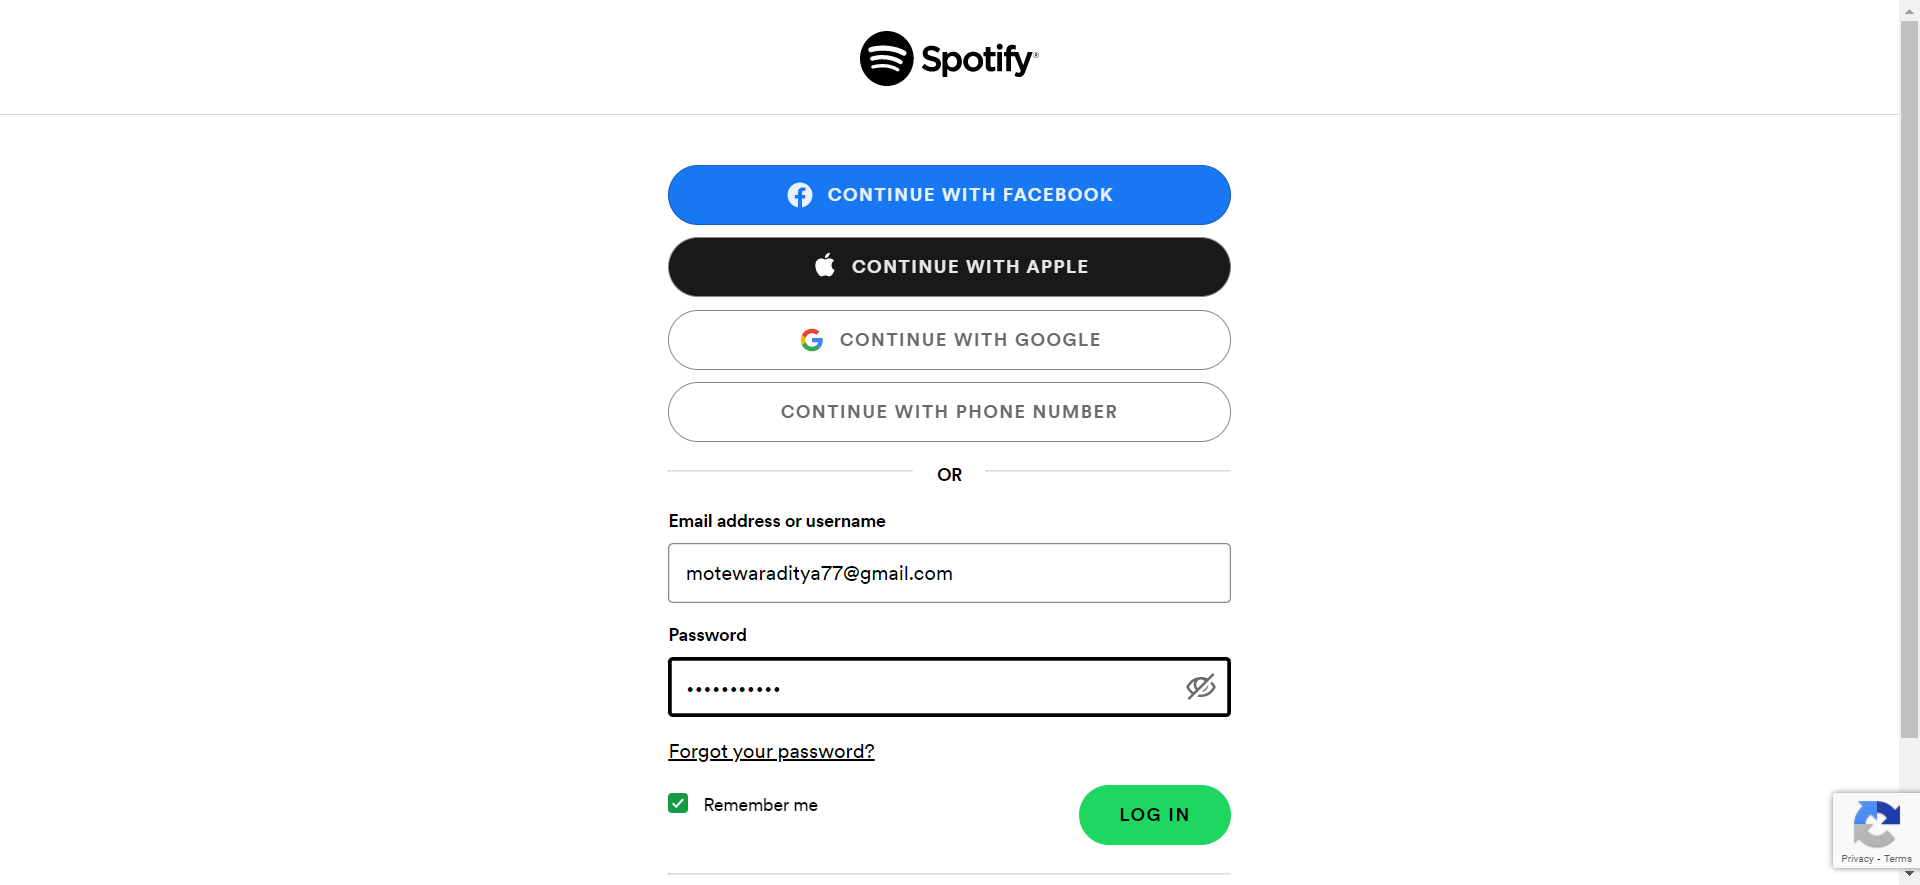 Spotify®
CONTINUE WITH FACEBOOK
CONTINUE WITH APPLE
CONTINUE WITH GOOGLE
CONTINUE WITH PHONE NUMBER
OR
Email address or username
motewaraditya77@gmail.com
Password
•••••••••••
Forgot your password?
Remember me
LOG IN
Privacy - Terms